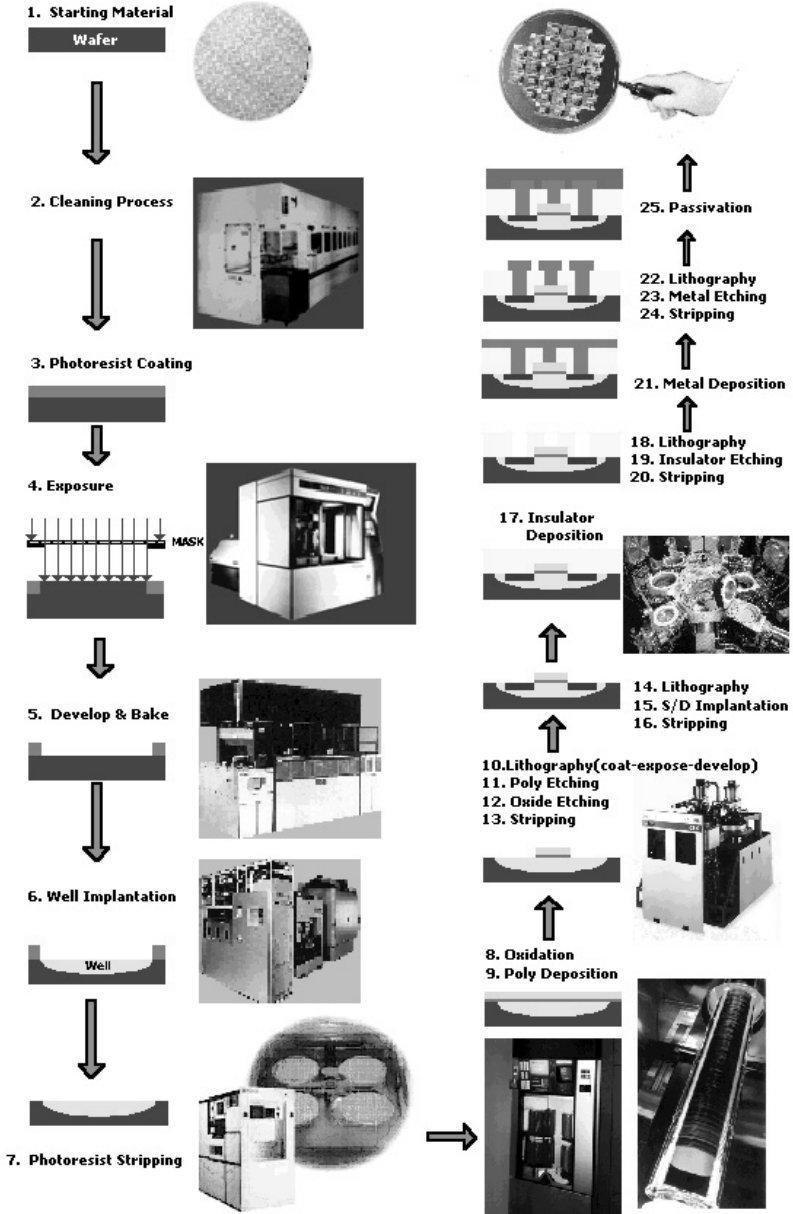 1. Starting Material
Wafer
2. Cleaning Process
3. Photoresist Coating
4. Exposure
MASK
5. Develop & Bake
6. Well Implantation
Well
7. Photoresist Stripping
8. Oxidation
9. Poly Deposition
10.Lithography(coat-expose-develop)
11. Poly Etching
12. Oxide Etching
13. Stripping
14. Lithography
15. S/D Implantation
16. Stripping
17. Insulator
Deposition
18. Lithography
19. Insulator Etching
20. Stripping
21. Metal Deposition
22. Lithography
23. Metal Etching
24. Stripping
25. Passivation